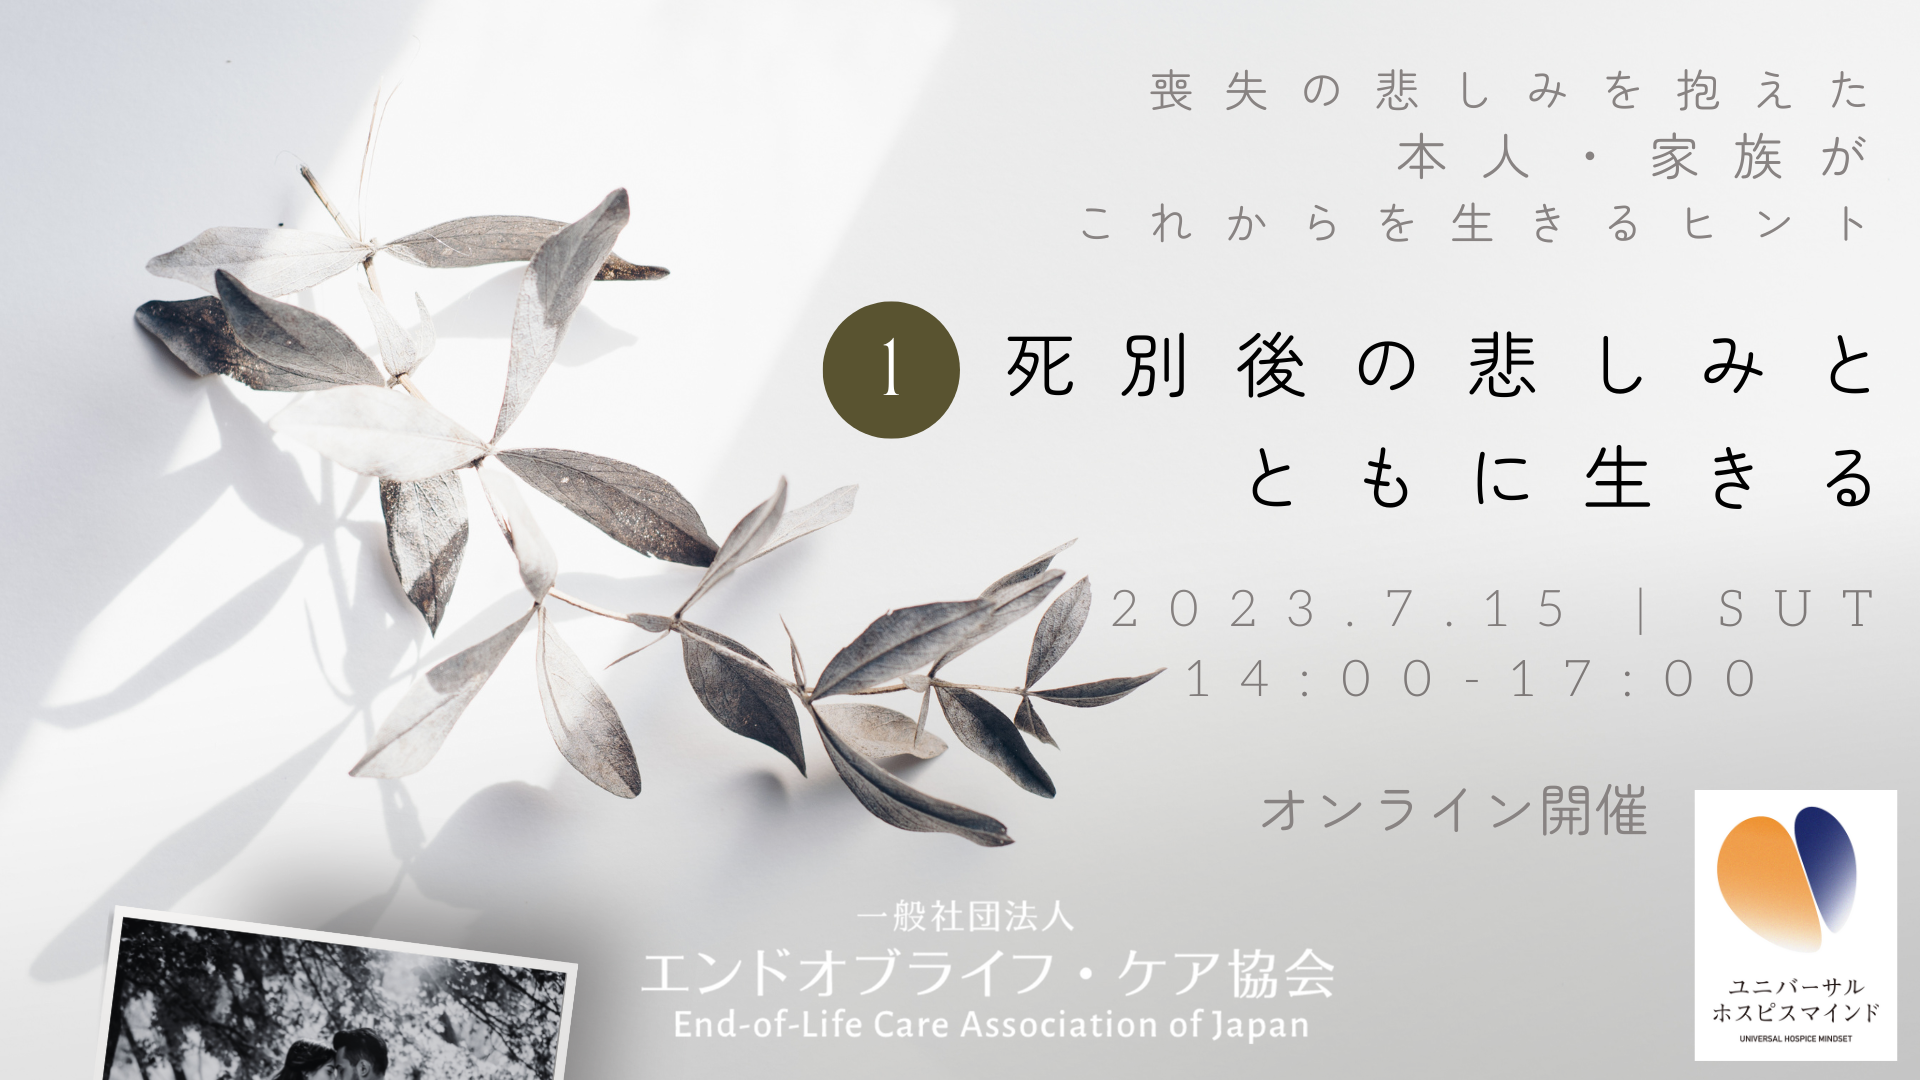 喪失の悲しみを抱えた
本人・家族が
これからを生きるヒント
1 死別後の悲しみと
ともに生きる
2023.7.15 | SUT
14:00-17:00
オンライン開催
一般社団法人
エンドオブライフ・ケア協会
End-of-Life Care Association of Japan
ユニバーサル
ホスピスマインド
UNIVERSAL HOSPICE MINDSET